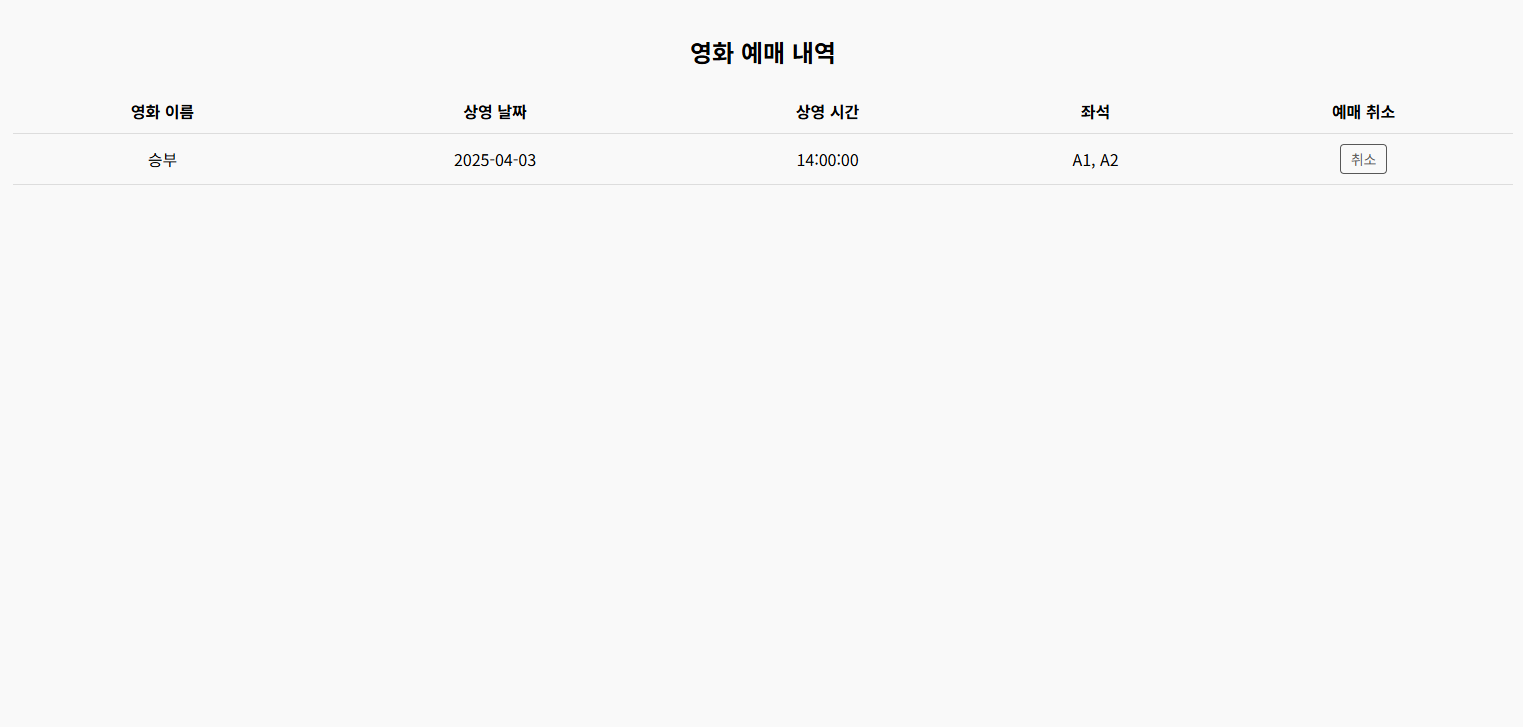 영화 예매 내역
영화 이름 상영 날짜 상영 시간 좌석 예매 취소
승부 2025-04-03 14:00:00 A1, A2 취소